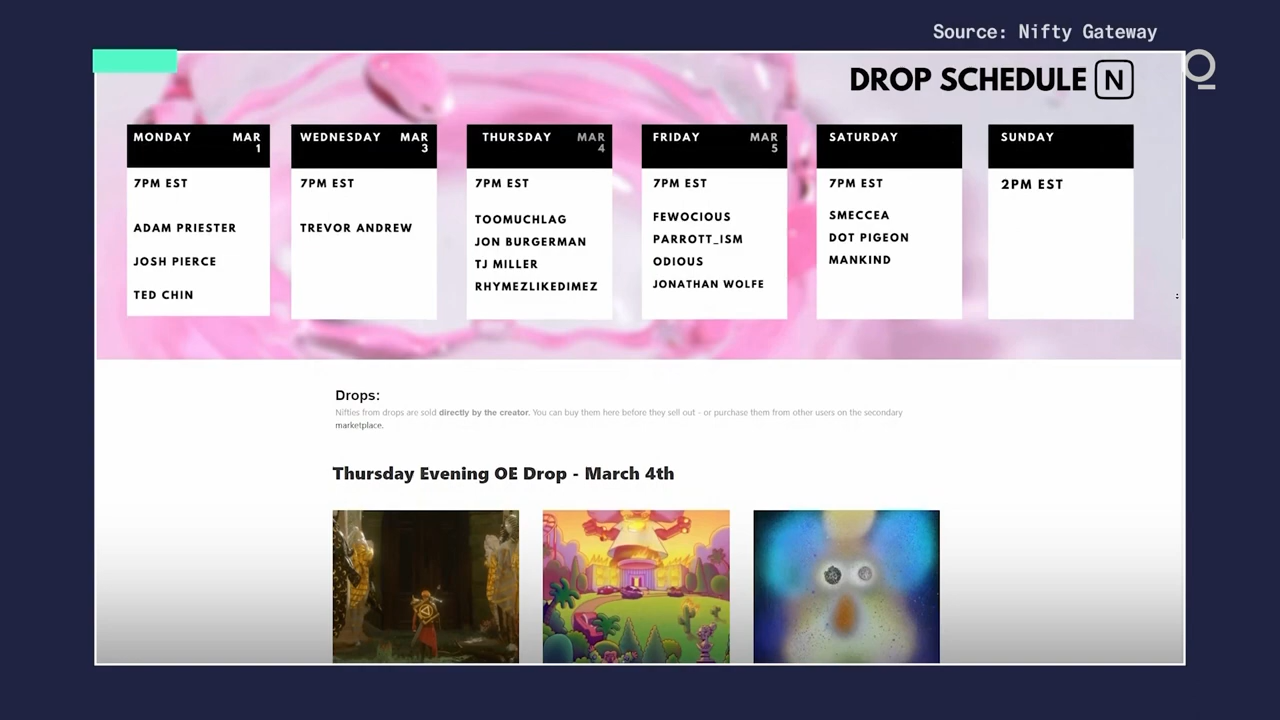 Source: Nifty Gateway
DROP SCHEDULE N
MONDAY MAR 1
7PM EST
ADAM PRIESTER
JOSH PIERCE
TED CHIN
WEDNESDAY MAR 3
7PM EST
TREVOR ANDREW
THURSDAY MAR 4
7PM EST
TOOMUCHLAG
JON BURGERMAN
TJ MILLER
RHYMEZLIKEDIMEZ
FRIDAY MAR 5
7PM EST
FEWOCIOUS
PARROTT_ISM
ODIOUS
JONATHAN WOLFE
SATURDAY
7PM EST
SMECCEA
DOT PIGEON
MANKIND
SUNDAY
2PM EST
Drops:
Nifties from drops are sold directly by the creator. You can buy them here before they sell out - or purchase them from other users on the secondary
marketplace.
Thursday Evening OE Drop - March 4th